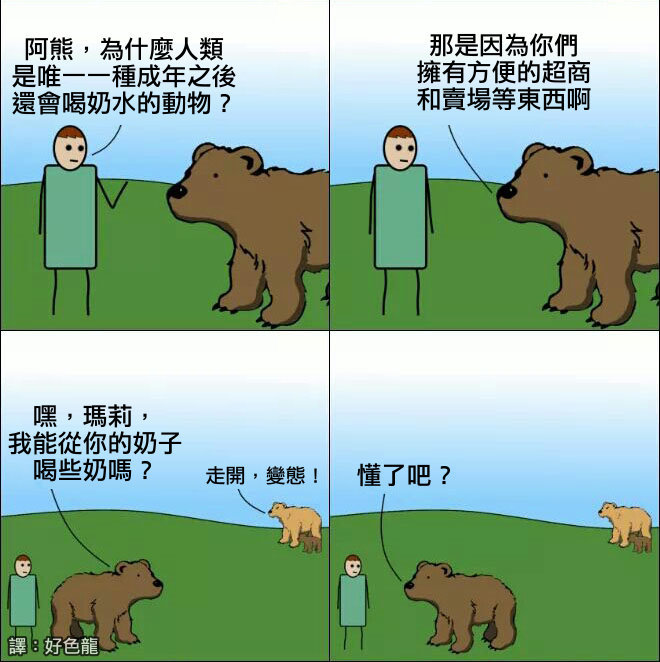 阿熊，為什麼人類
是唯一一種成年之後
還會喝奶水的動物？
那是因為你們
擁有方便的超商
和賣場等東西啊
嘿，瑪莉，
我能從你的奶子
喝些奶嗎？
走開，變態！
懂了吧？
譯：好色龍